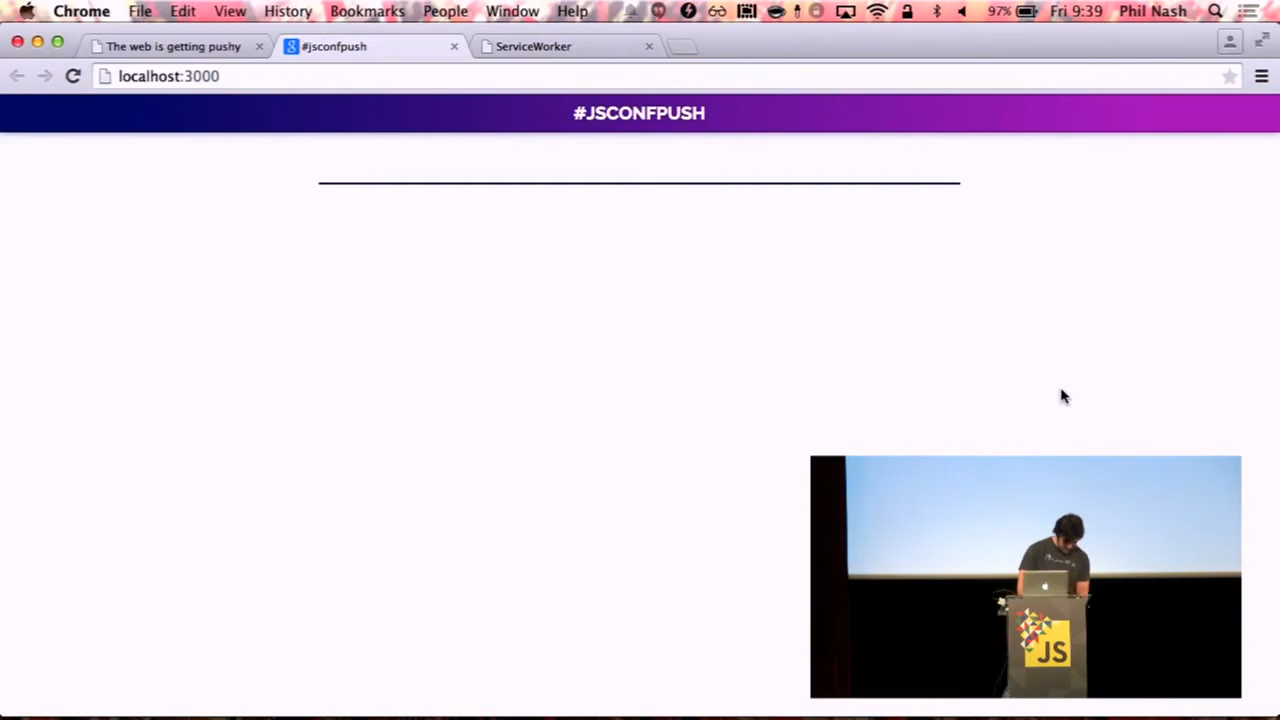 Chrome File Edit View History Bookmarks People Window Help 97% Fri 9:39 Phil Nash
The web is getting pushy #jsconfpush ServiceWorker
localhost:3000
#JSCONFPUSH
JS